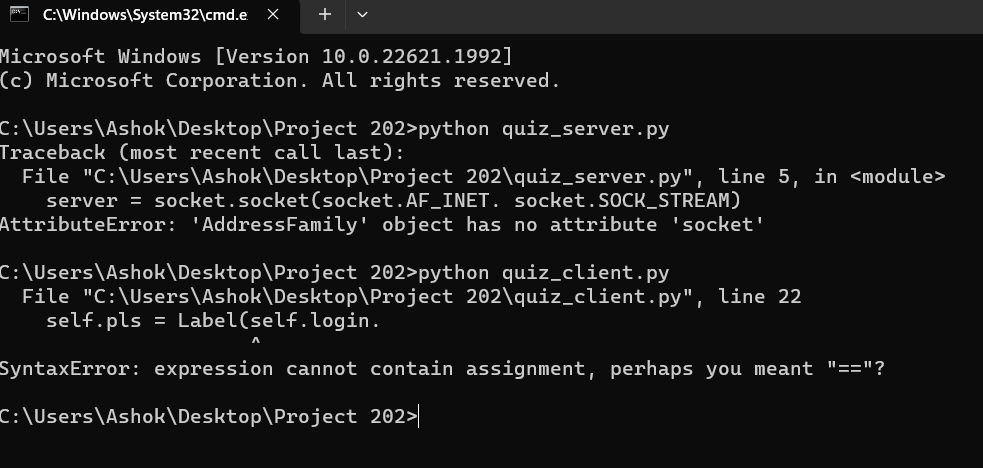 C:\Windows\System32\cmd.e
Microsoft Windows [Version 10.0.22621.1992]
(c) Microsoft Corporation. All rights reserved.
C:\Users\Ashok\Desktop\Project 202>python quiz_server.py
Traceback (most recent call last):
  File "C:\Users\Ashok\Desktop\Project 202\quiz_server.py", line 5, in <module>
    server = socket.socket(socket.AF_INET. socket.SOCK_STREAM)
AttributeError: 'AddressFamily' object has no attribute 'socket'
C:\Users\Ashok\Desktop\Project 202>python quiz_client.py
  File "C:\Users\Ashok\Desktop\Project 202\quiz_client.py", line 22
    self.pls = Label(self.login.
                     ^
SyntaxError: expression cannot contain assignment, perhaps you meant "=="?
C:\Users\Ashok\Desktop\Project 202>